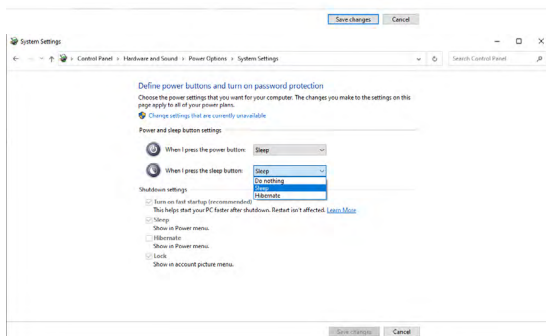 Save changes Cancel
System Settings
Control Panel > Hardware and Sound > Power Options > System Settings
Search Control Panel
Define power buttons and turn on password protection
Choose the power settings that you want for your computer. The changes you make to the settings on this
page apply to all of your power plans.
Change settings that are currently unavailable
Power and sleep button settings
When I press the power button: Sleep
When I press the sleep button: Sleep
Do nothing
Sleep
Hibernate
Shutdown settings
Turn on fast startup (recommended)
This helps start your PC faster after shutdown. Restart isn't affected. Learn More
Sleep
Show in Power menu.
Hibernate
Show in Power menu.
Lock
Show in account picture menu.
Save changes Cancel